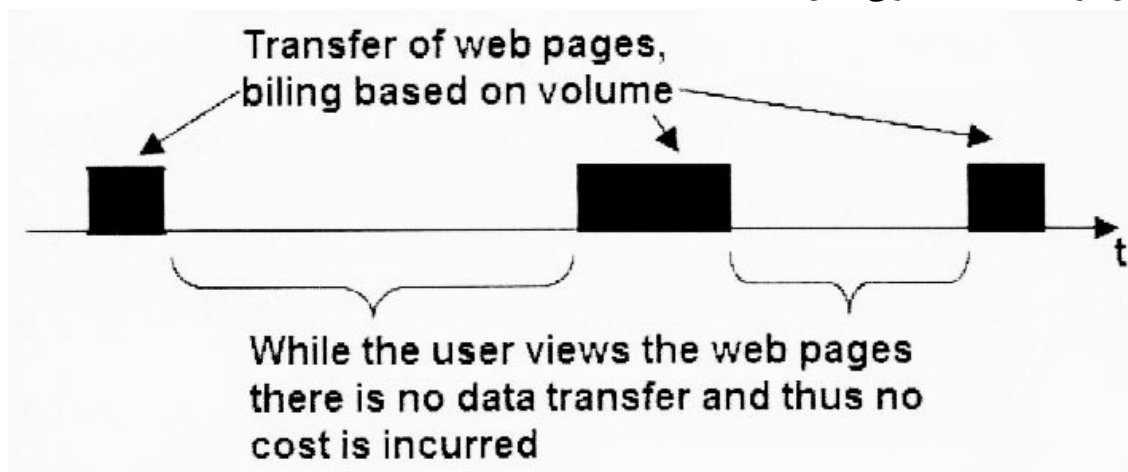 Transfer of web pages,
biling based on volume
t
While the user views the web pages
there is no data transfer and thus no
cost is incurred